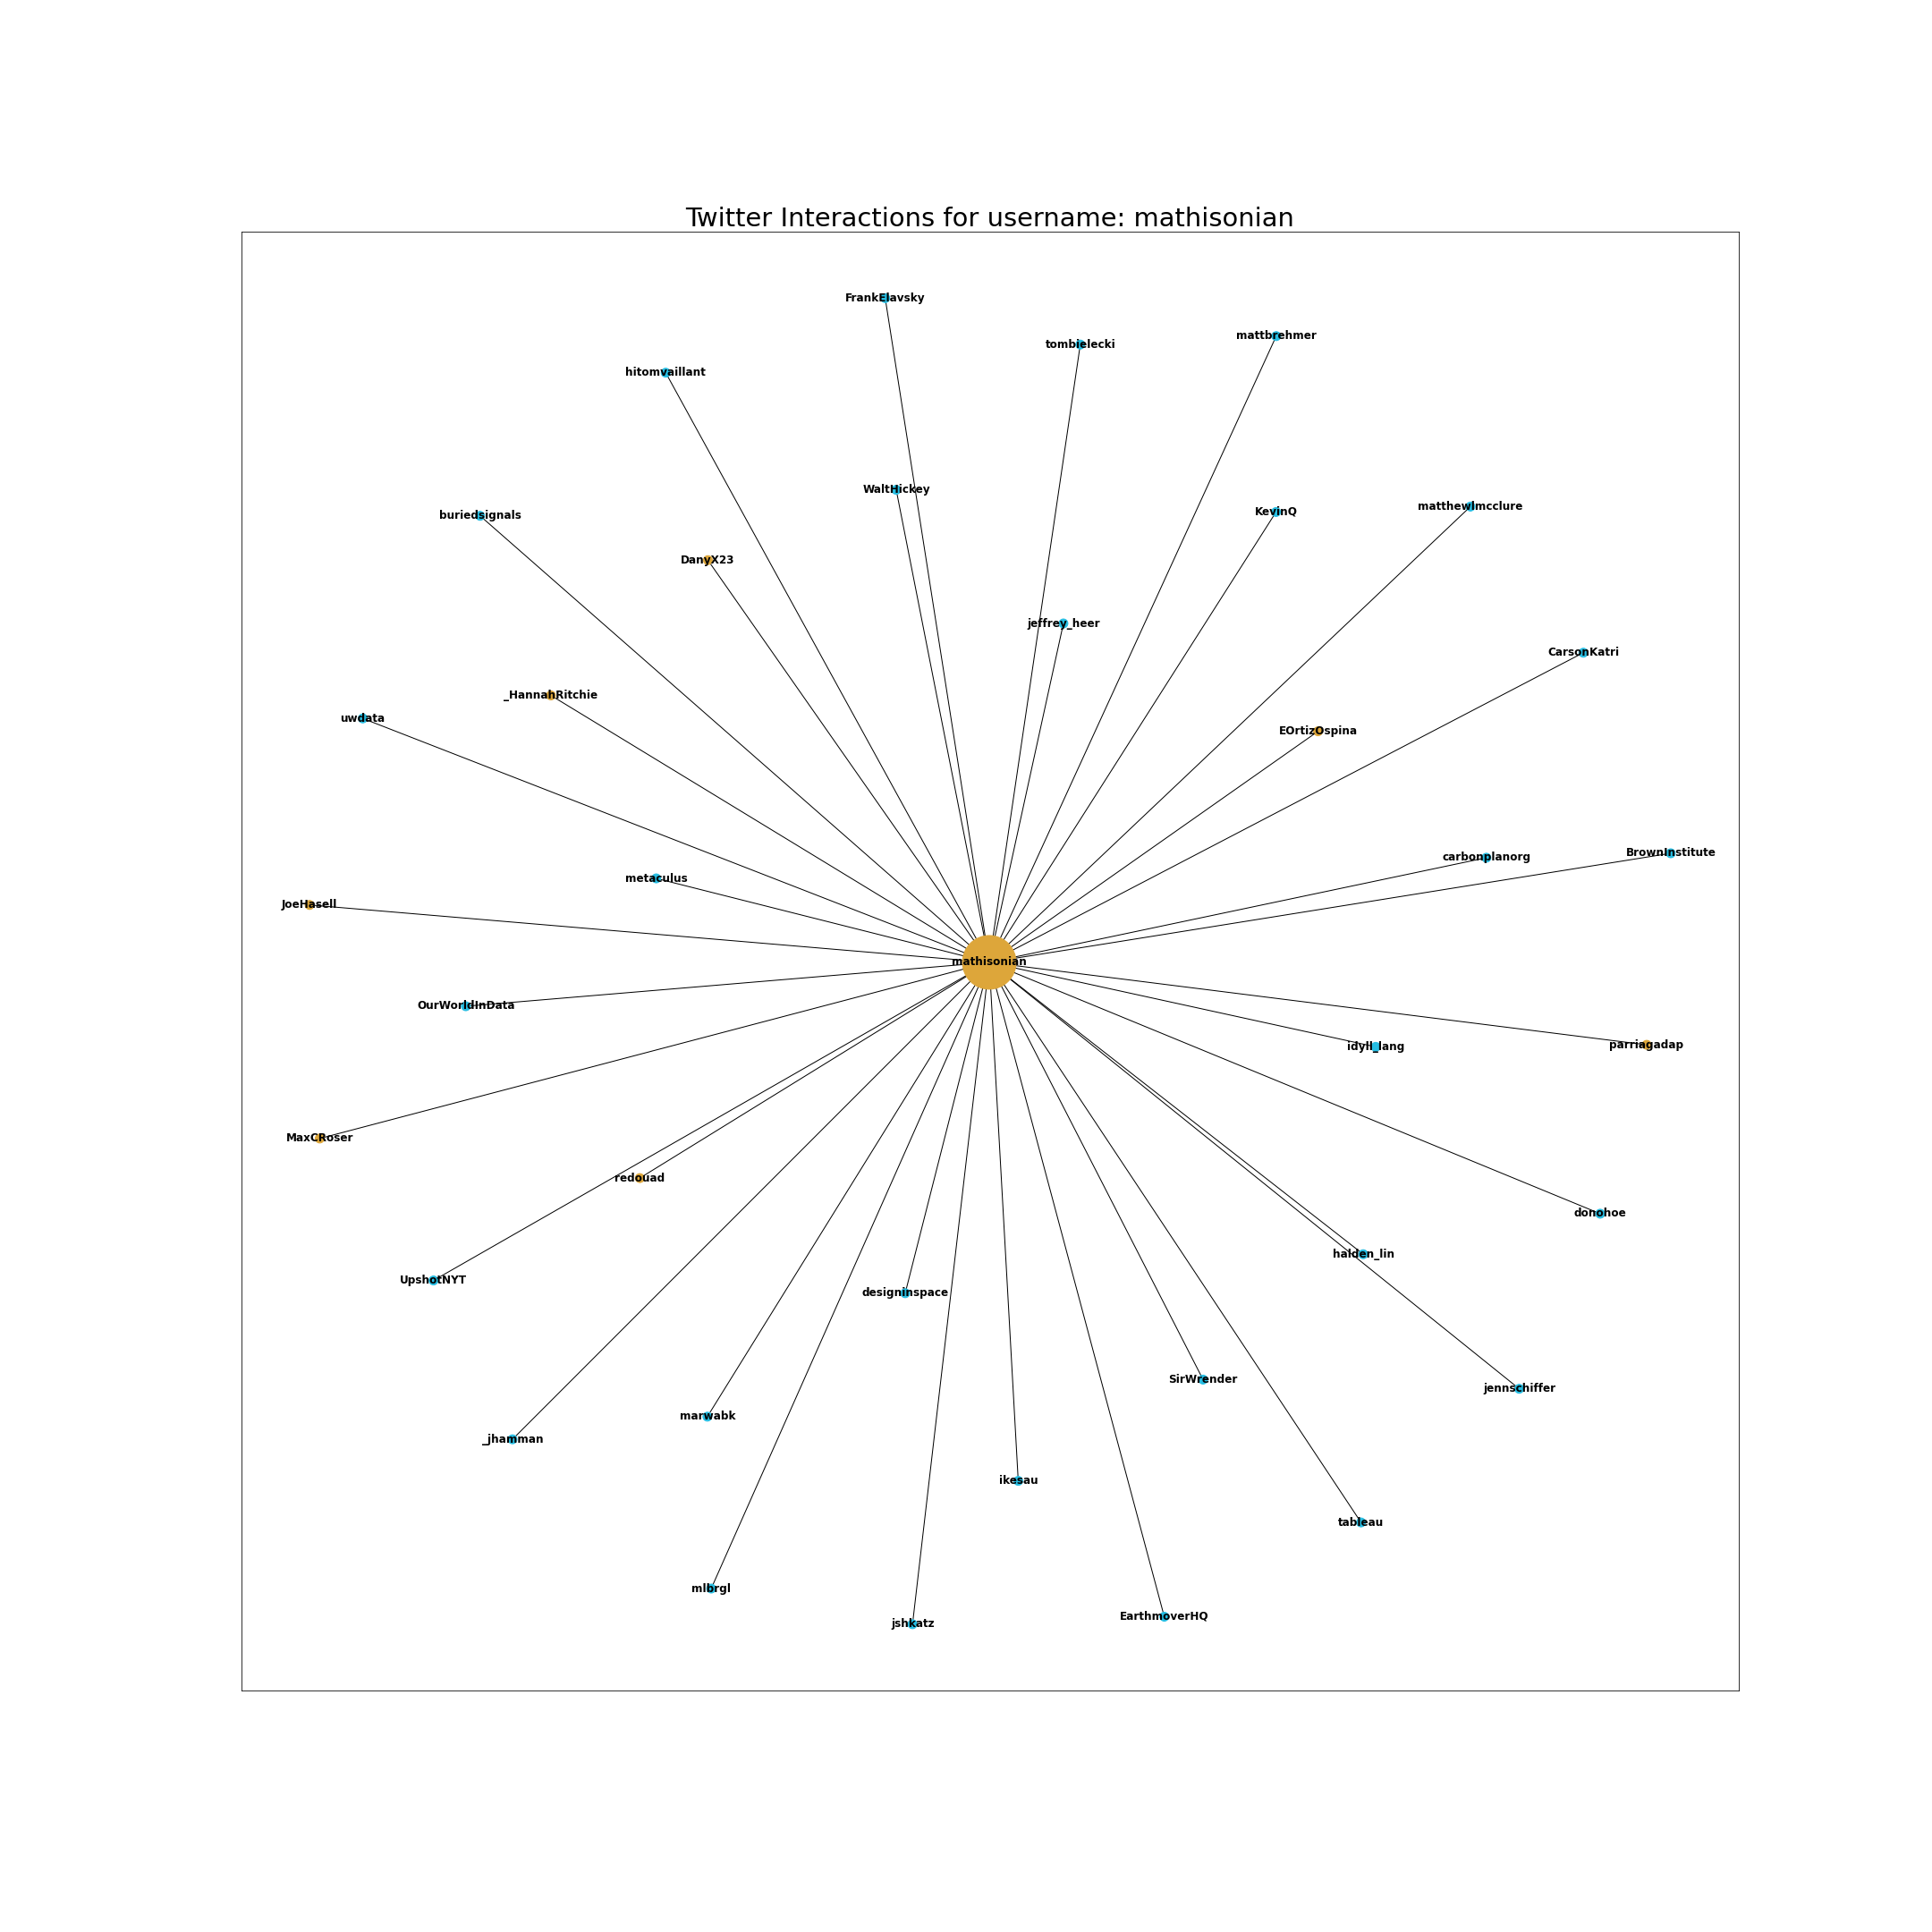 Twitter Interactions for username: mathisonian
FrankElavsky
mattbrehmer
tombielecki
hitomvaillant
WaltHickey
matthewlmcclure
KevinQ
buriedsignals
DanyX23
jeffrey_heer
CarsonKatri
_HannahRitchie
uwdata
EOrtizOspina
BrownInstitute
carbonplanorg
metaculus
JoeHasell
mathisonian
OurWorldInData
parriagadap
idyll_lang
MaxCRoser
redouad
donohoe
halden_lin
UpshotNYT
designinspace
SirWrender
jennschiffer
marwabk
_jhamman
ikesau
tableau
mlbrgl
EarthmoverHQ
jshkatz